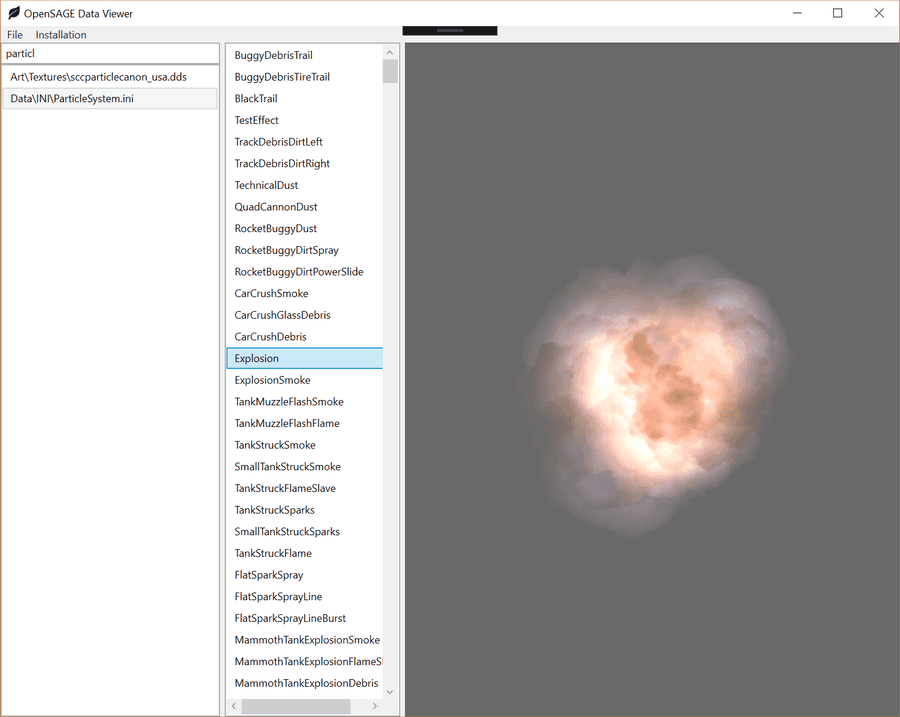 OpenSAGE Data Viewer
File Installation
particl
Art\Textures\sccparticlecanon_usa.dds
Data\INI\ParticleSystem.ini
BuggyDebrisTrail
BuggyDebrisTireTrail
BlackTrail
TestEffect
TrackDebrisDirtLeft
TrackDebrisDirtRight
TechnicalDust
QuadCannonDust
RocketBuggyDust
RocketBuggyDirtSpray
RocketBuggyDirtPowerSlide
CarCrushSmoke
CarCrushGlassDebris
CarCrushDebris
Explosion
ExplosionSmoke
TankMuzzleFlashSmoke
TankMuzzleFlashFlame
TankStruckSmoke
SmallTankStruckSmoke
TankStruckFlameSlave
TankStruckSparks
SmallTankStruckSparks
TankStruckFlame
FlatSparkSpray
FlatSparkSprayLine
FlatSparkSprayLineBurst
MammothTankExplosionSmoke
MammothTankExplosionFlameSl
MammothTankExplosionDebris